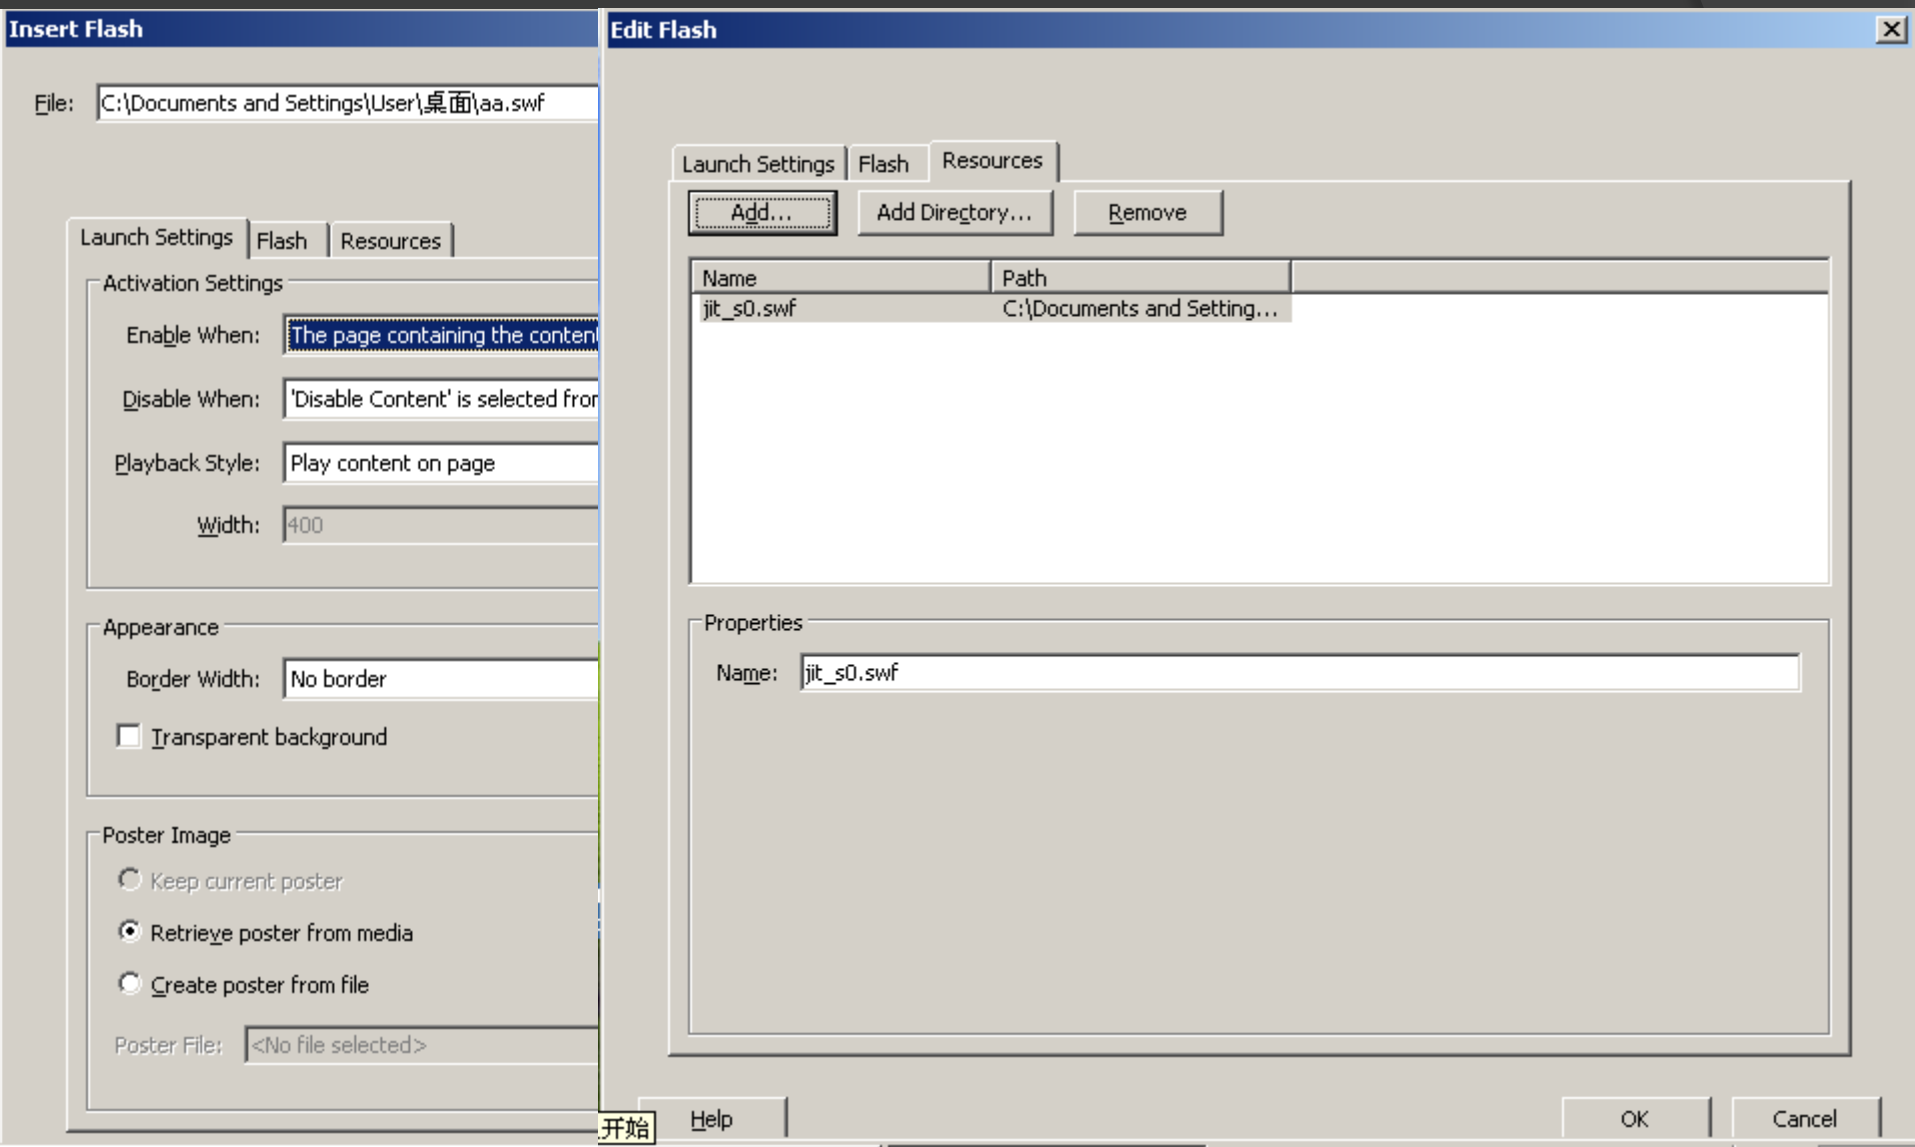 Insert Flash
File: C:\Documents and Settings\User\桌面\aa.swf
Launch Settings Flash Resources
Activation Settings
Enable When: The page containing the content
Disable When: 'Disable Content' is selected from
Playback Style: Play content on page
Width: 400
Appearance
Border Width: No border
Transparent background
Poster Image
Keep current poster
Retrieve poster from media
Create poster from file
Poster File: <No file selected>
开始
Edit Flash
Launch Settings Flash Resources
Add... Add Directory... Remove
Name Path
jit_s0.swf C:\Documents and Setting...
Properties
Name: jit_s0.swf
Help OK Cancel